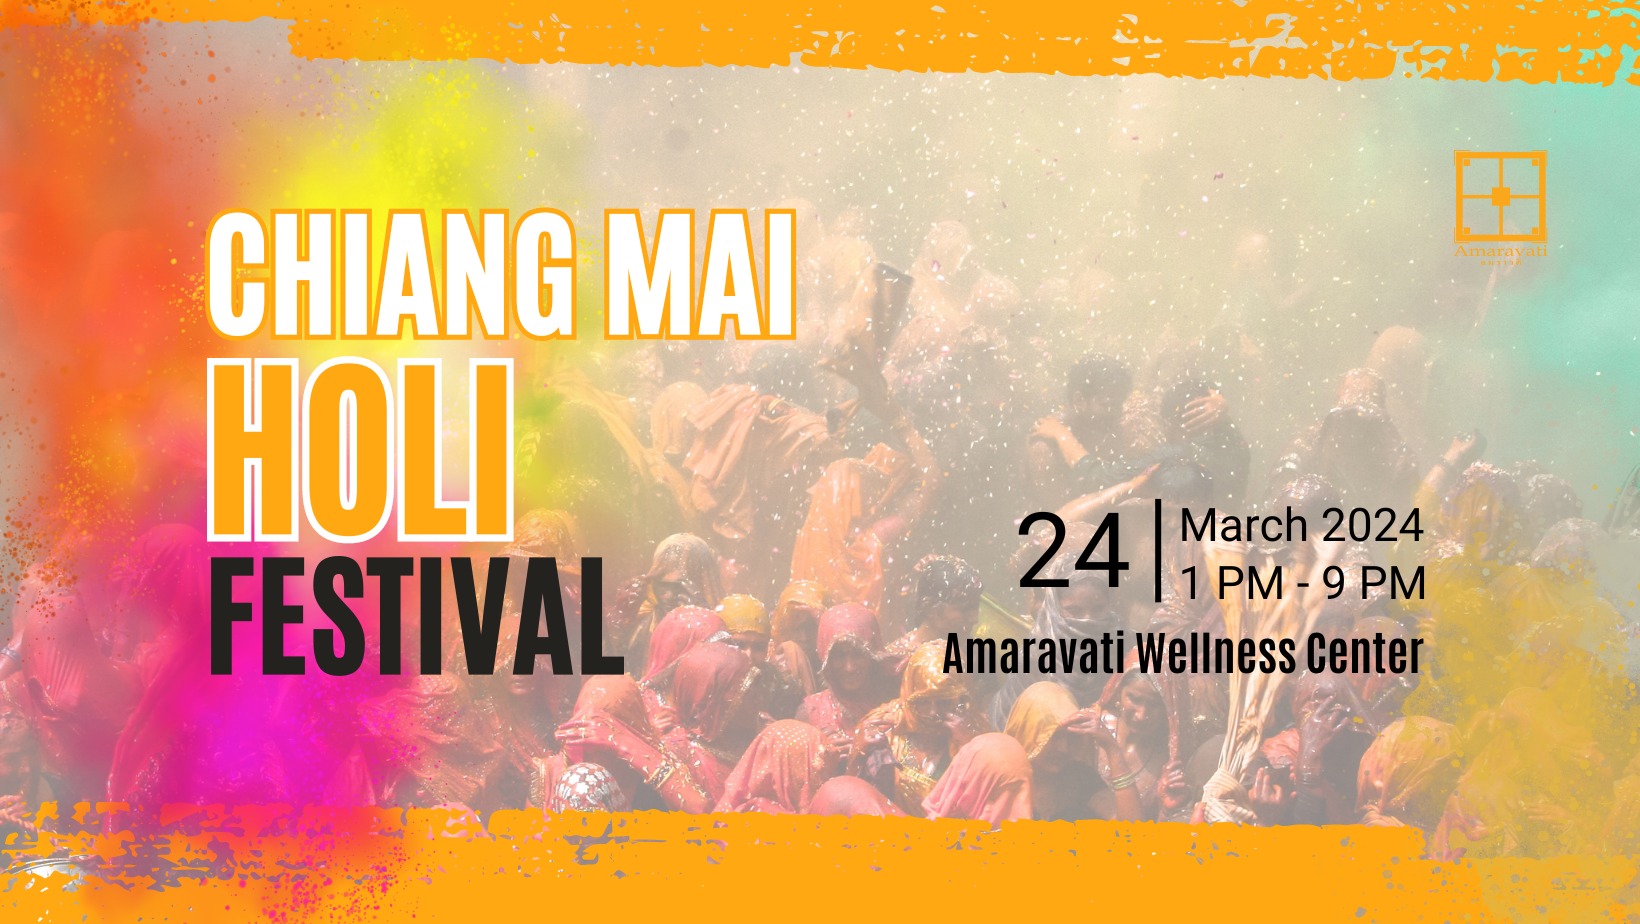 CHIANG MAI
HOLI
FESTIVAL
Amaravati
24
March 2024
1 PM - 9 PM
Amaravati Wellness Center